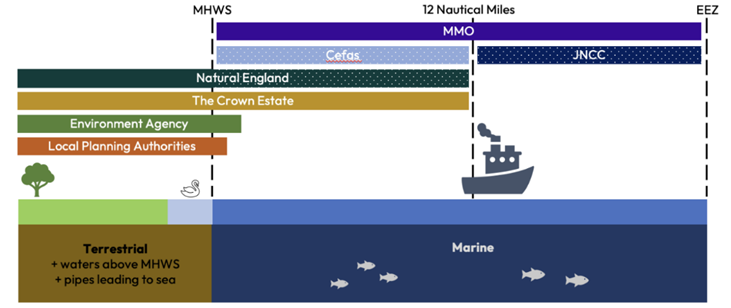 MHWS
12 Nautical Miles
EEZ
MMO
Cefas
JNCC
Natural England
The Crown Estate
Environment Agency
Local Planning Authorities
Terrestrial
+ waters above MHWS
+ pipes leading to sea
Marine